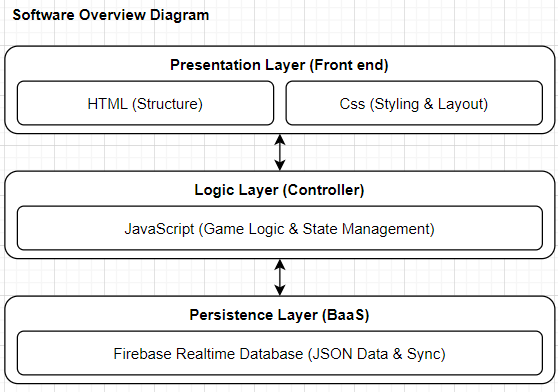 Software Overview Diagram
Presentation Layer (Front end)
HTML (Structure)
Css (Styling & Layout)
Logic Layer (Controller)
JavaScript (Game Logic & State Management)
Persistence Layer (BaaS)
Firebase Realtime Database (JSON Data & Sync)